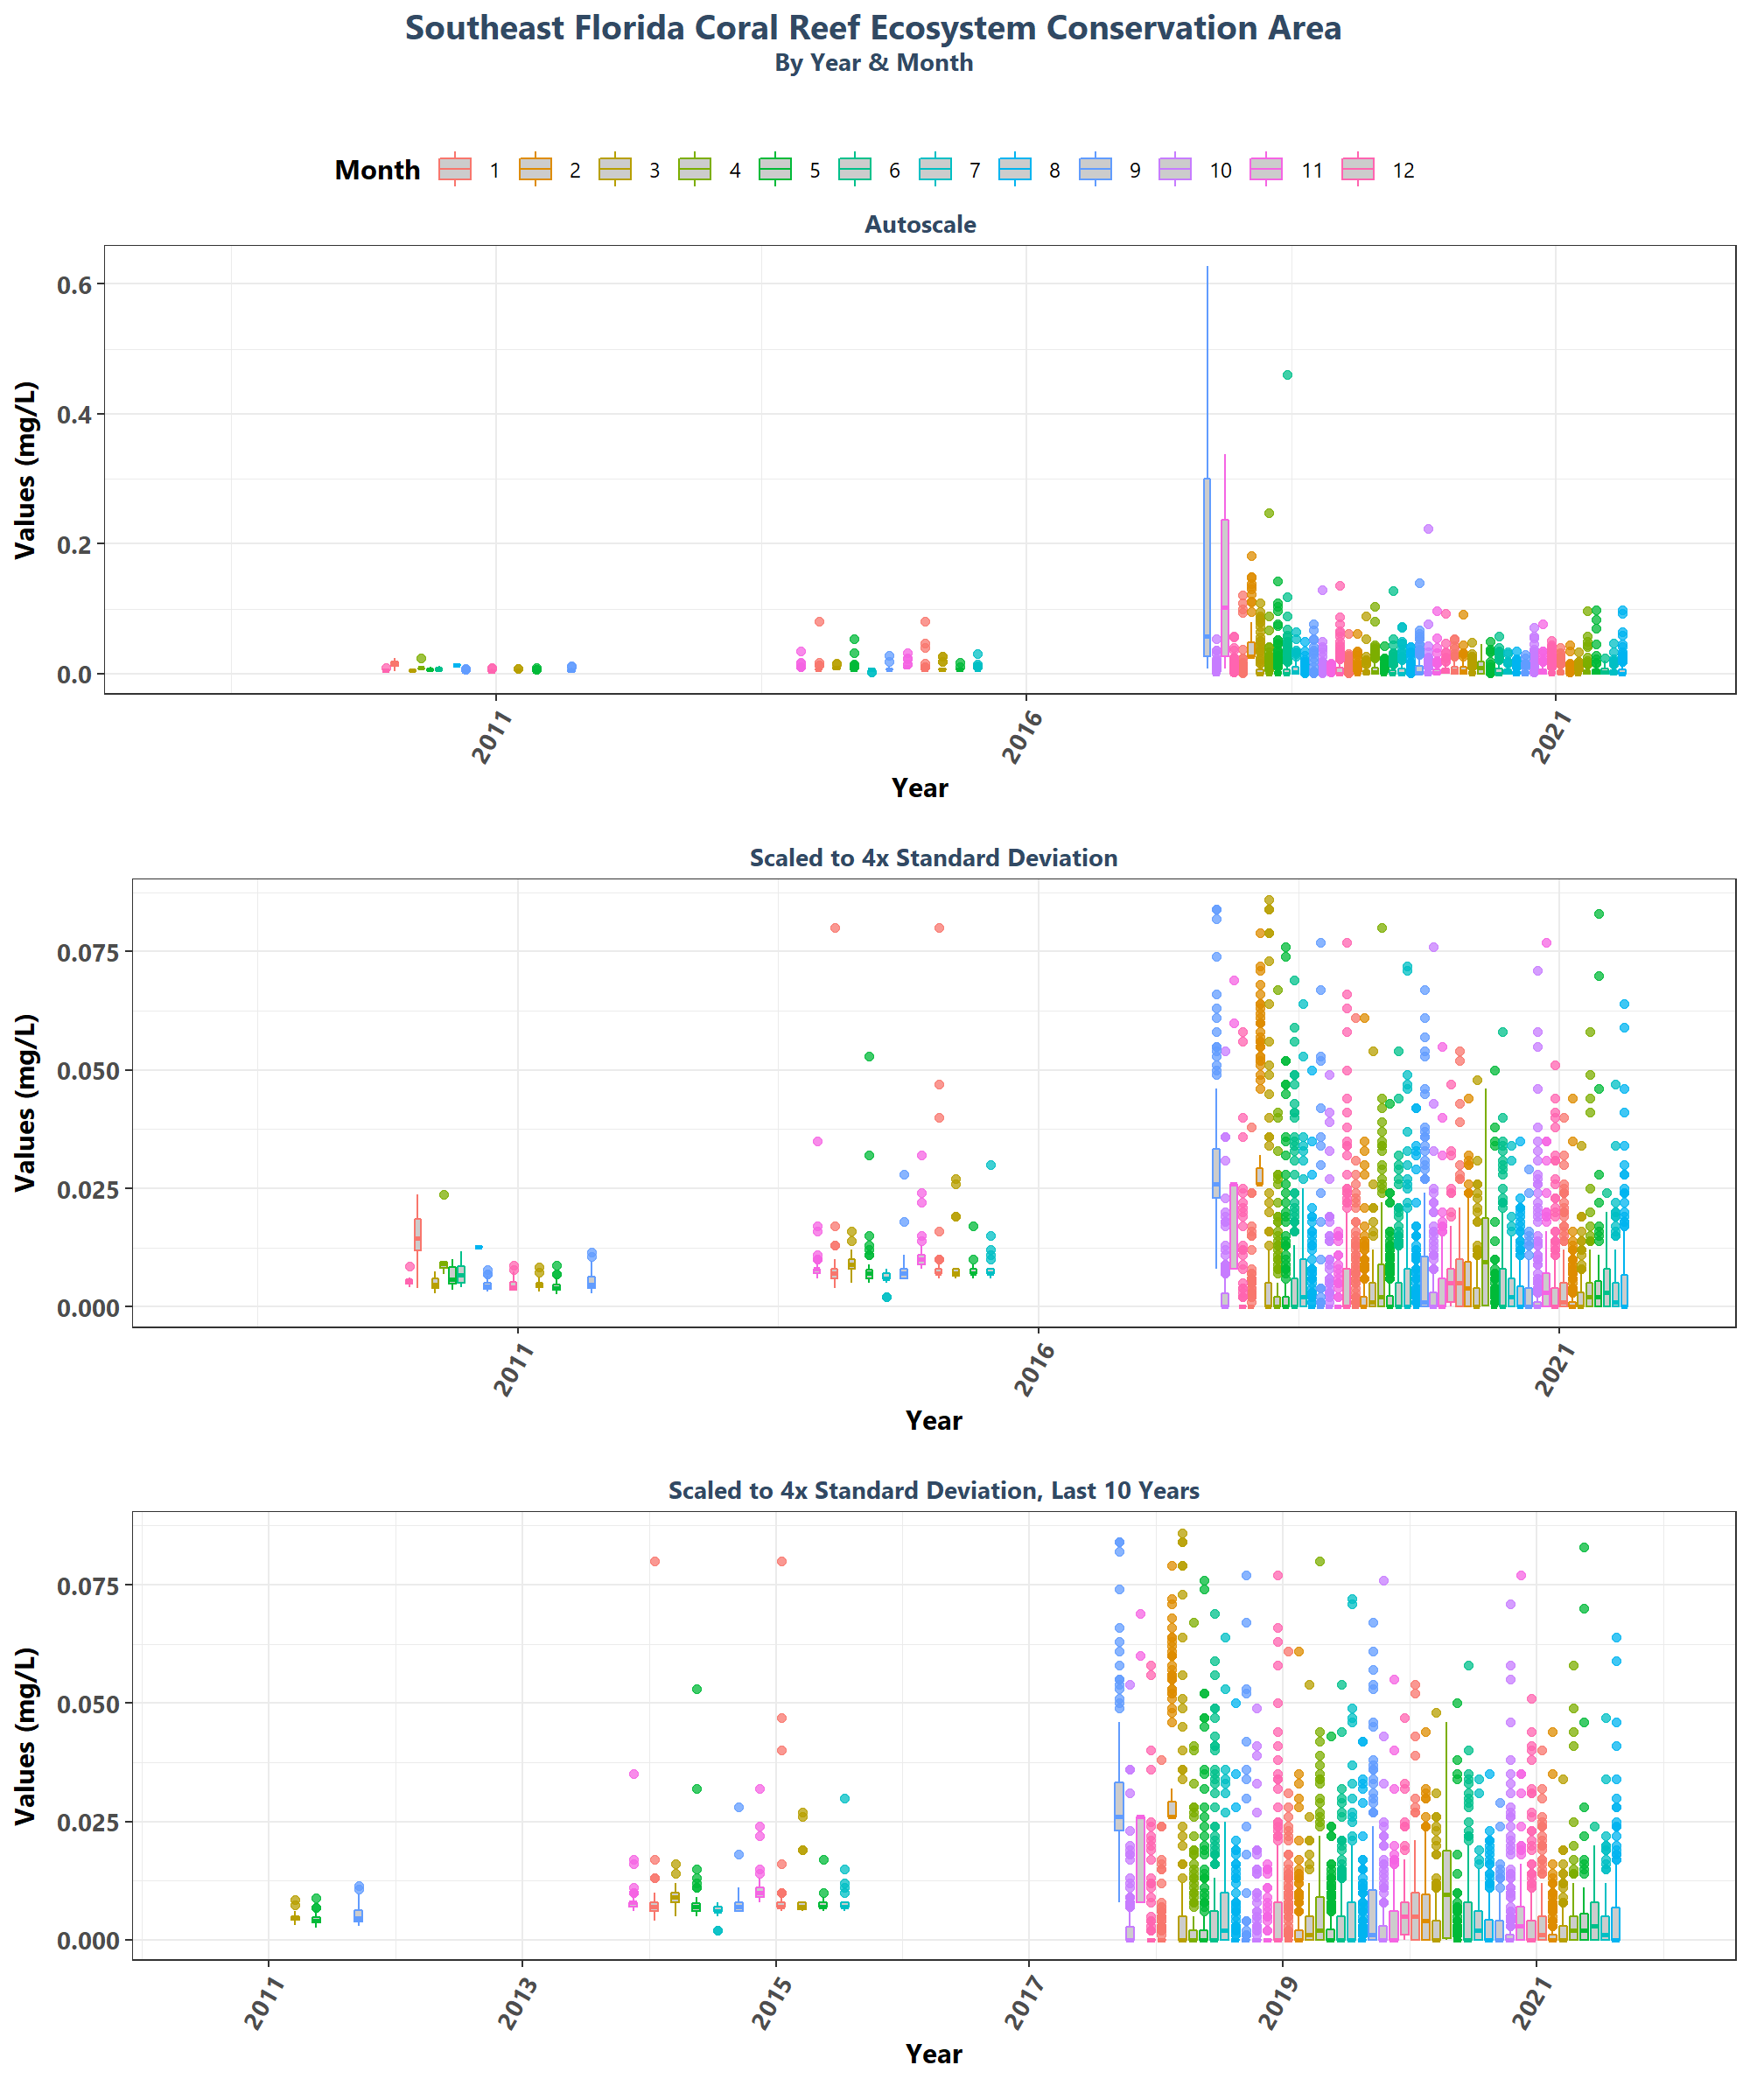 Southeast Florida Coral Reef Ecosystem Conservation Area
By Year & Month
Month 1 2 3 4 5 6 7 8 9 10 11 12
Autoscale
Values (mg/L)
0.6
0.4
0.2
0.0
2011 2016 2021
Year
Scaled to 4x Standard Deviation
Values (mg/L)
0.075
0.050
0.025
0.000
2011 2016 2021
Year
Scaled to 4x Standard Deviation, Last 10 Years
Values (mg/L)
0.075
0.050
0.025
0.000
2011 2013 2015 2017 2019 2021
Year